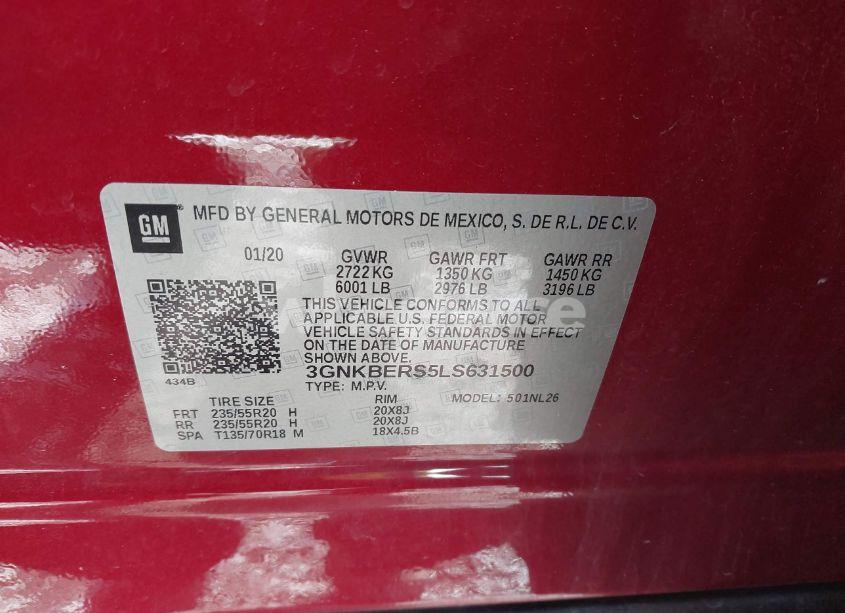 GM
MFD BY GENERAL MOTORS DE MEXICO, S. DE R.L. DE C.V.
01/20 GVWR GAWR FRT GAWR RR
2722 KG 1350 KG 1450 KG
6001 LB 2976 LB 3196 LB
THIS VEHICLE CONFORMS TO ALL
APPLICABLE U.S. FEDERAL MOTOR
VEHICLE SAFETY STANDARDS IN EFFECT
ON THE DATE OF MANUFACTURE
SHOWN ABOVE.
434B
3GNKBERS5LS631500
TYPE: M.P.V. MODEL: 501NL26
TIRE SIZE RIM
FRT 235/55R20 H 20X8J
RR 235/55R20 H 20X8J
SPA T135/70R18 M 18X4.5B